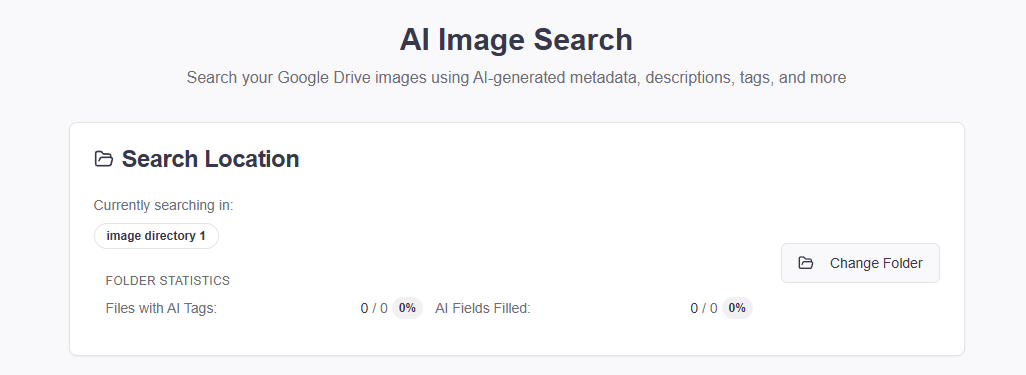 AI Image Search
Search your Google Drive images using AI-generated metadata, descriptions, tags, and more
Search Location
Currently searching in:
image directory 1
Change Folder
FOLDER STATISTICS
Files with AI Tags: 0 / 0 0% AI Fields Filled: 0 / 0 0%